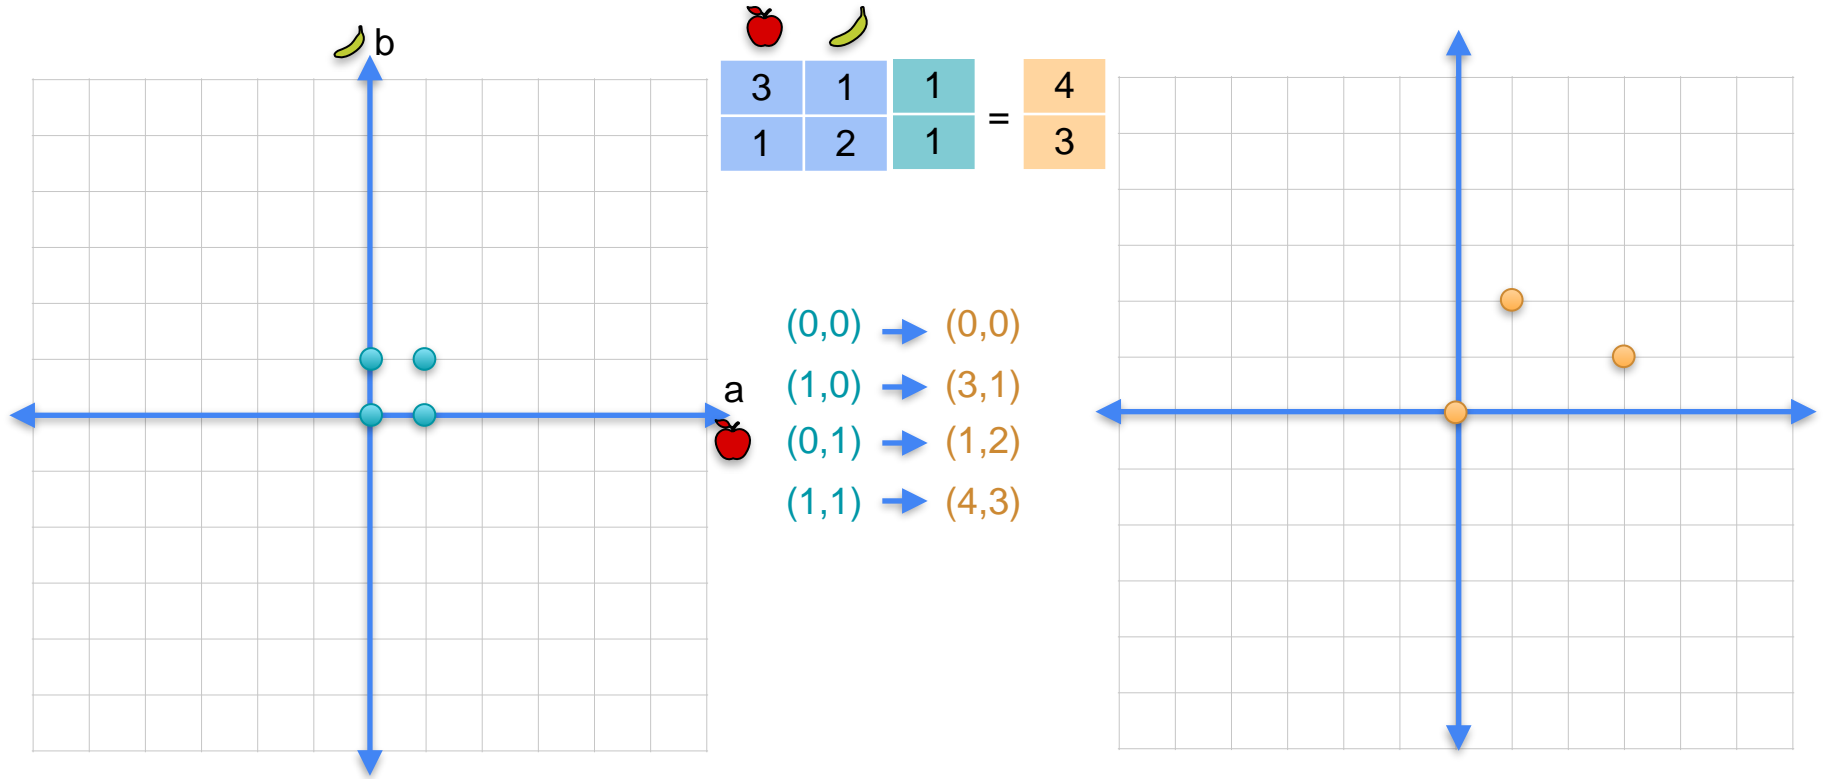 b
3 1 1 = 4
1 2 1 3
a
(0,0) (0,0)
(1,0) (3,1)
(0,1) (1,2)
(1,1) (4,3)